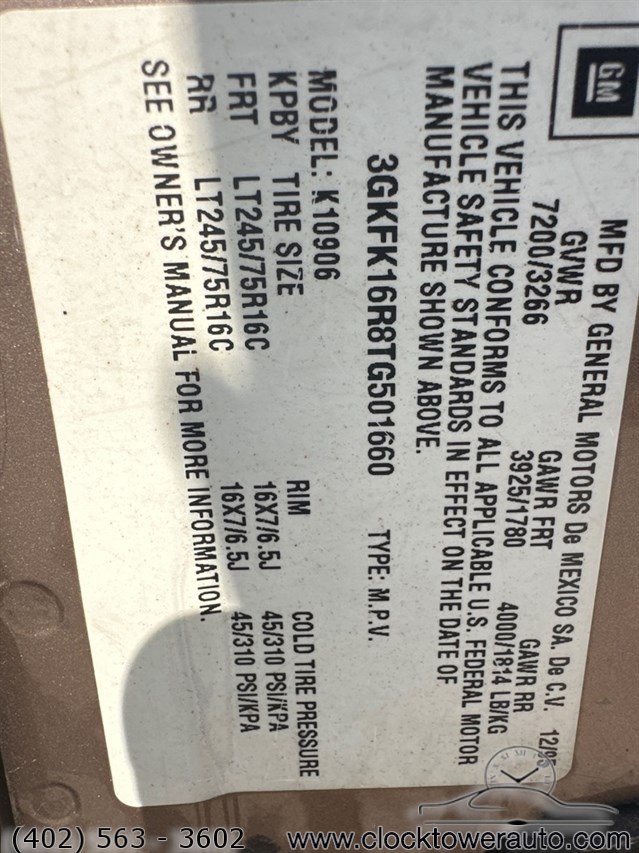 GM
MFD BY GENERAL MOTORS De MEXICO SA. De C.V. 12/95
GVWR GAWR FRT GAWR RR
7200/3266 3925/1780 4000/1814 LB/KG
THIS VEHICLE CONFORMS TO ALL APPLICABLE U.S. FEDERAL MOTOR
VEHICLE SAFETY STANDARDS IN EFFECT ON THE DATE OF
MANUFACTURE SHOWN ABOVE.
3GKFK16R8TG501660 TYPE: M.P.V.
MODEL: K10906
KPBY TIRE SIZE RIM COLD TIRE PRESSURE
FRT LT245/75R16C 16X7/6.5J 45/310 PSI/KPA
RR LT245/75R16C 16X7/6.5J 45/310 PSI/KPA
SEE OWNER'S MANUAL FOR MORE INFORMATION.
(402) 563 - 3602 www.clocktowerauto.com